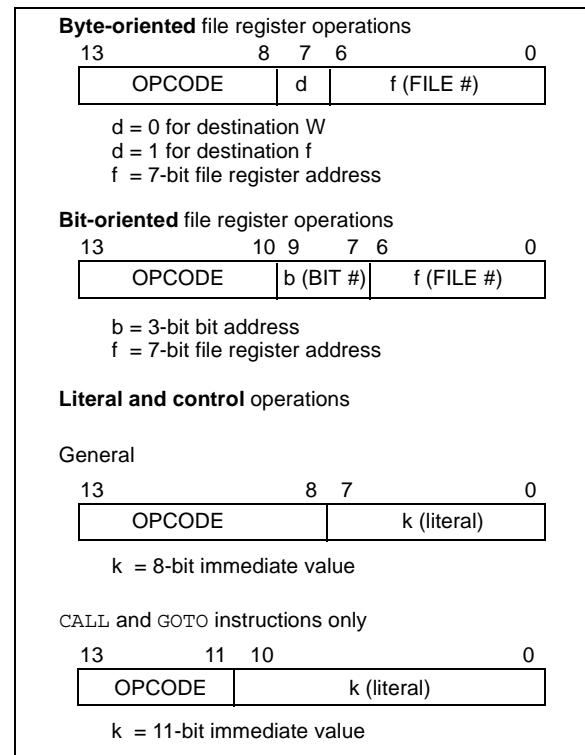 Byte-oriented file register operations
13 8 7 6 0
OPCODE d f (FILE #)
d = 0 for destination W
d = 1 for destination f
f = 7-bit file register address
Bit-oriented file register operations
13 10 9 7 6 0
OPCODE b (BIT #) f (FILE #)
b = 3-bit bit address
f = 7-bit file register address
Literal and control operations
General
13 8 7 0
OPCODE k (literal)
k = 8-bit immediate value
CALL and GOTO instructions only
13 11 10 0
OPCODE k (literal)
k = 11-bit immediate value